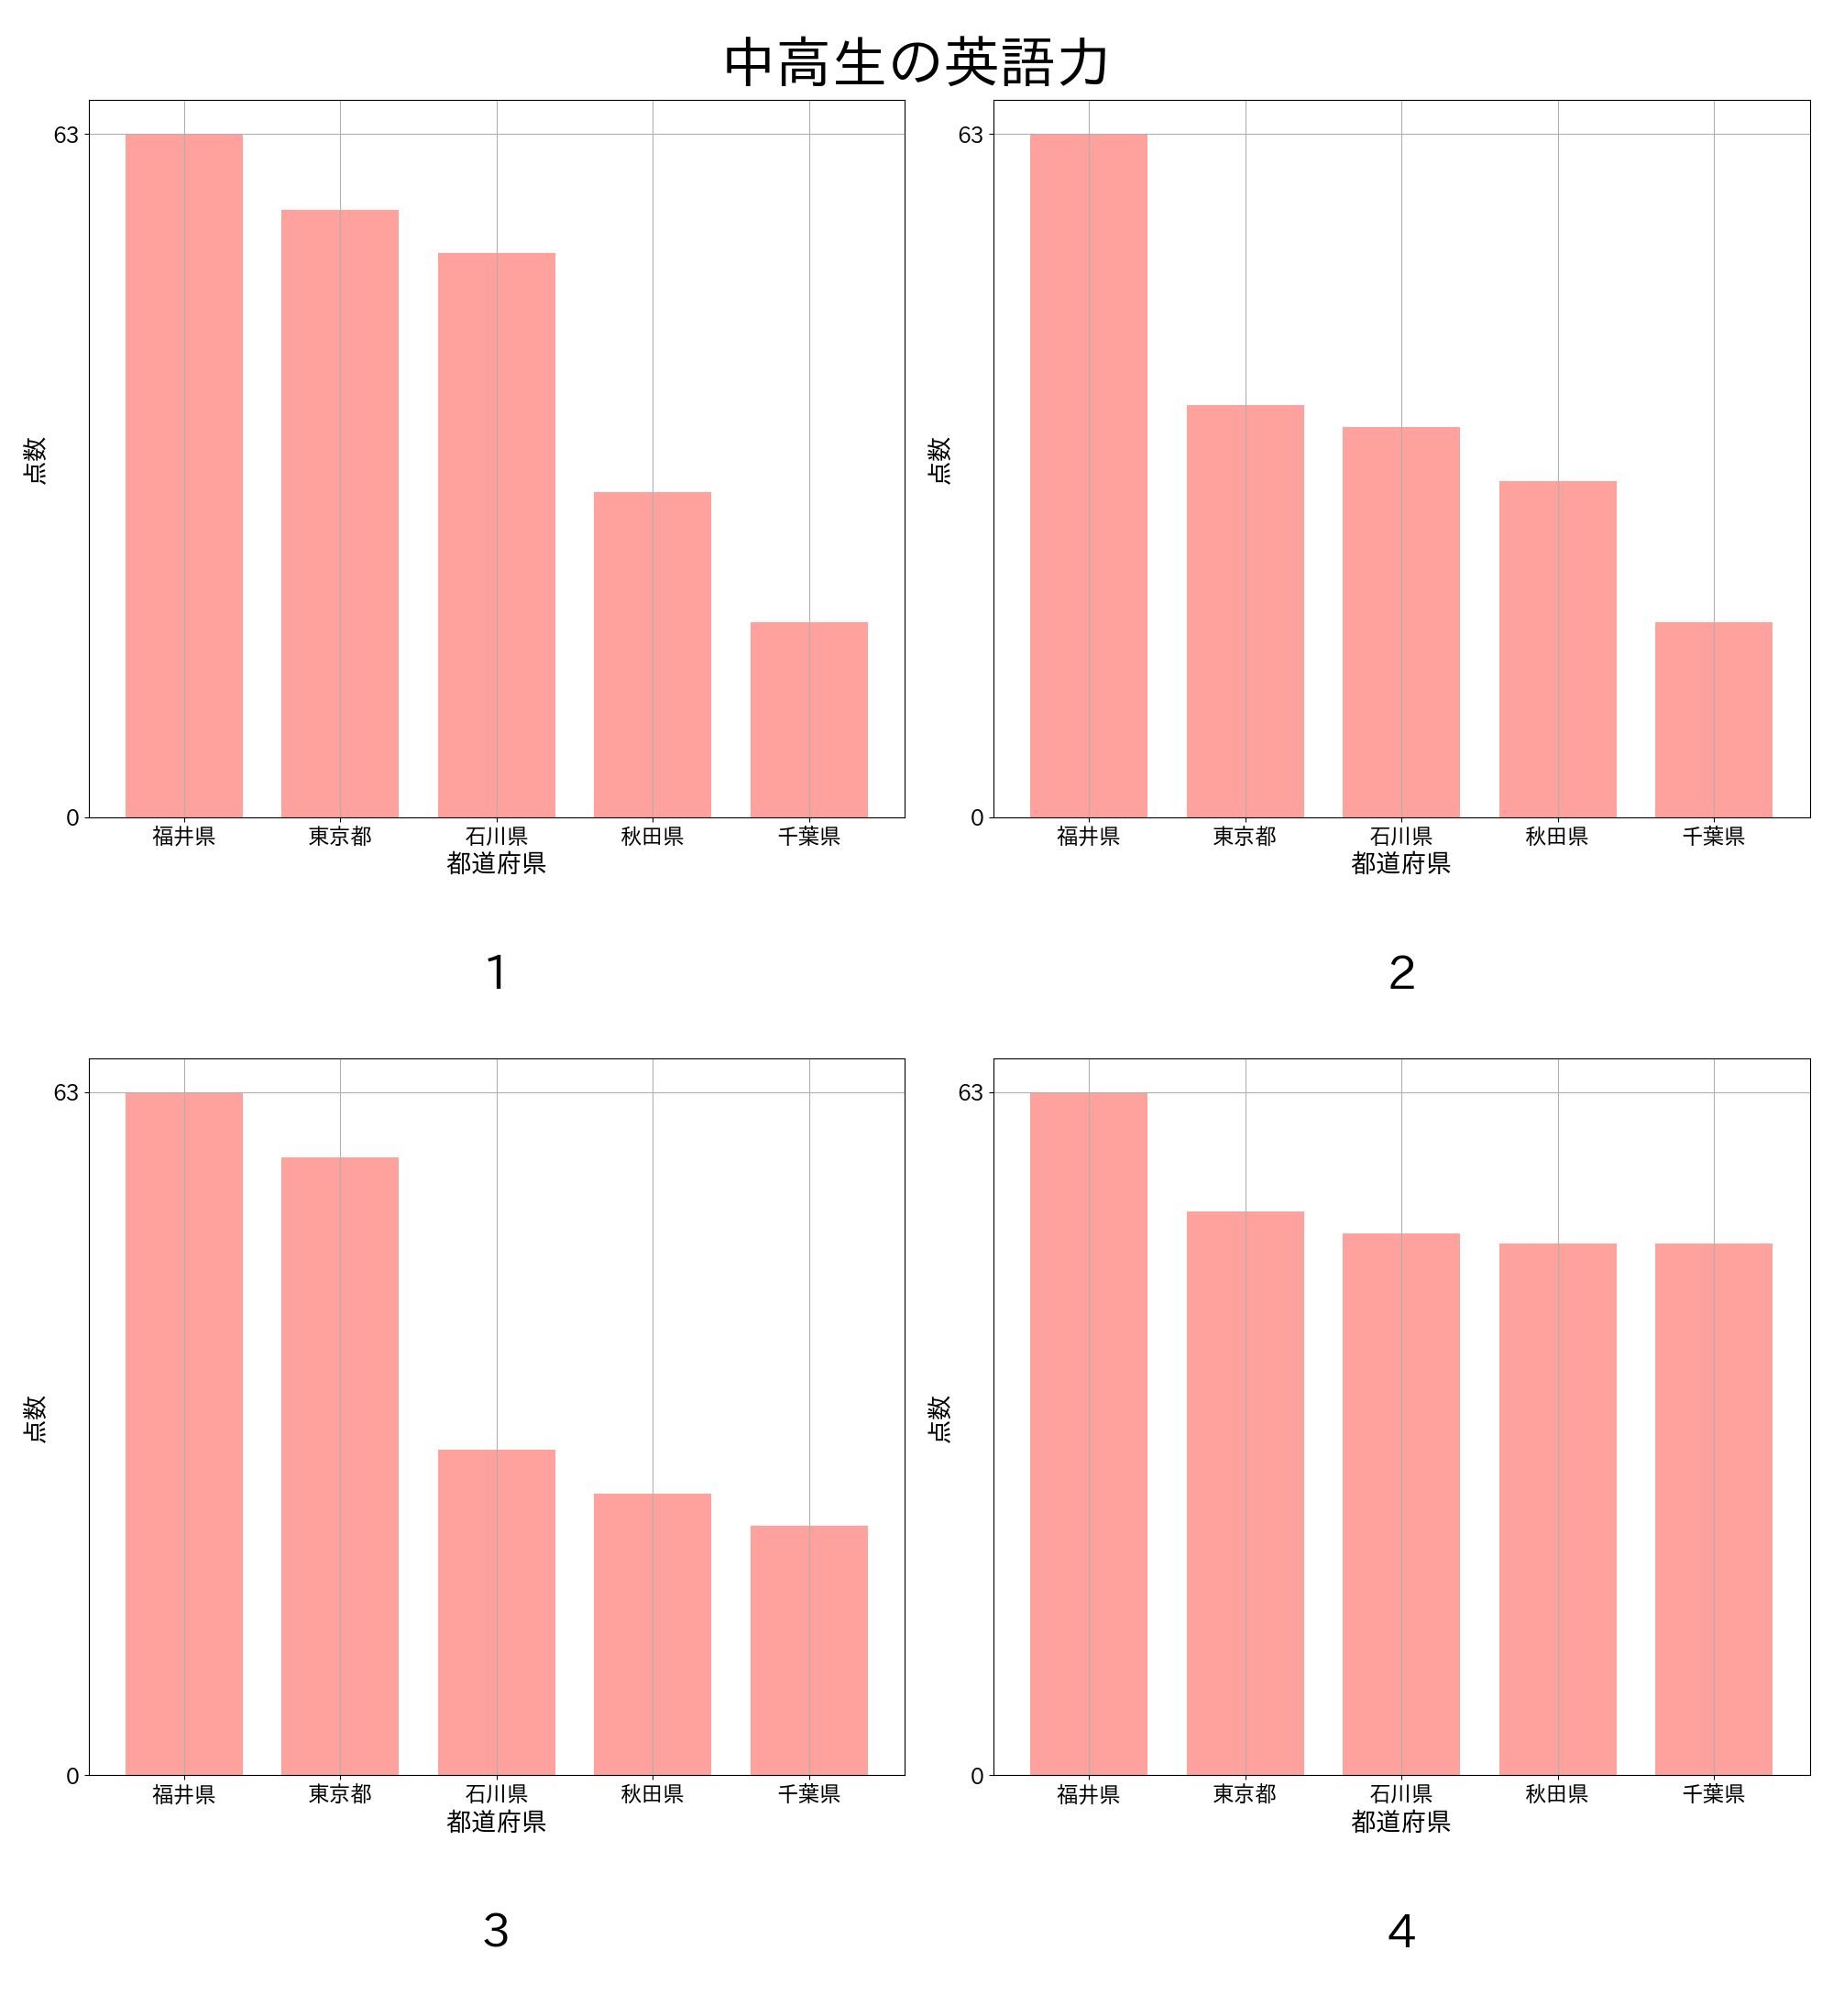 中高生の英語力
63
0
点数
福井県 東京都 石川県 秋田県 千葉県
都道府県
1
63
0
点数
福井県 東京都 石川県 秋田県 千葉県
都道府県
2
63
0
点数
福井県 東京都 石川県 秋田県 千葉県
都道府県
3
63
0
点数
福井県 東京都 石川県 秋田県 千葉県
都道府県
4